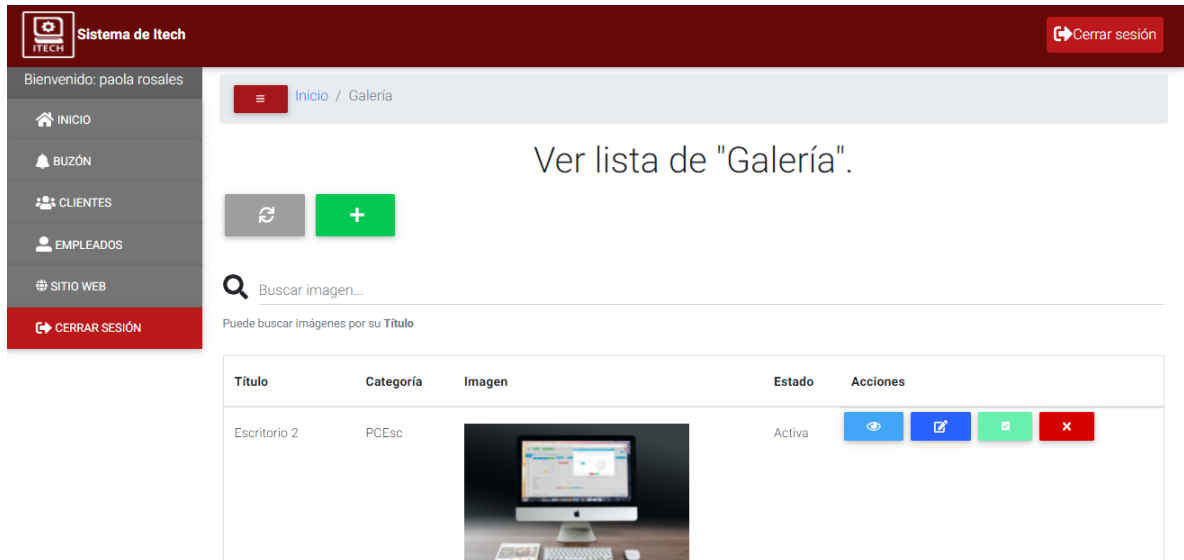 ITECH
Sistema de Itech
Cerrar sesión
Bienvenido: paola rosales
INICIO
BUZÓN
CLIENTES
EMPLEADOS
SITIO WEB
CERRAR SESIÓN
Inicio / Galería
Ver lista de "Galería".
Buscar imagen...
Puede buscar imágenes por su Título
Título Categoría Imagen Estado Acciones
Escritorio 2 PCEsc Activa